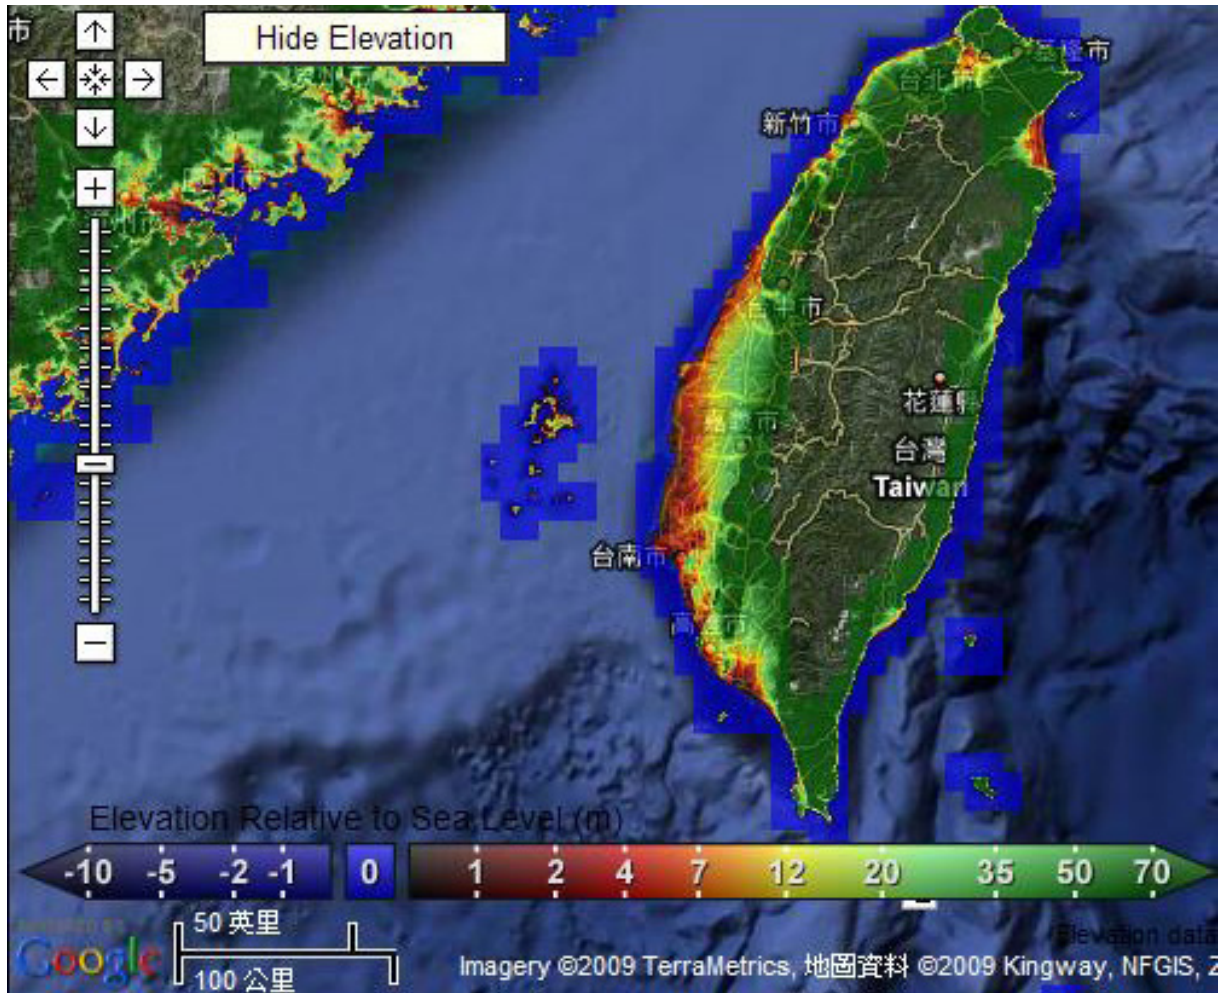 市
Hide Elevation
基隆市
台北市
新竹市
台中市
花蓮縣
台灣
Taiwan
台南市
高雄市
Elevation Relative to Sea Level (m)
-10 -5 -2 -1 0 1 2 4 7 12 20 35 50 70
50 英里
100 公里
POWERED BY
Google
Elevation data
Imagery ©2009 TerraMetrics, 地圖資料 ©2009 Kingway, NFGIS, Z